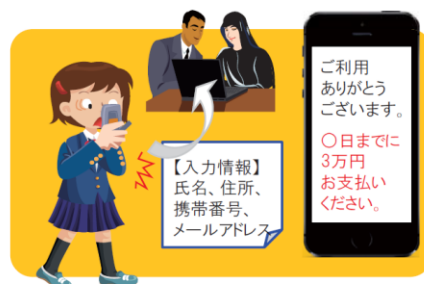 【入力情報】
氏名、住所、
携帯番号、
メールアドレス
ご利用
ありがとう
ございます。
〇日までに
3万円
お支払い
ください。